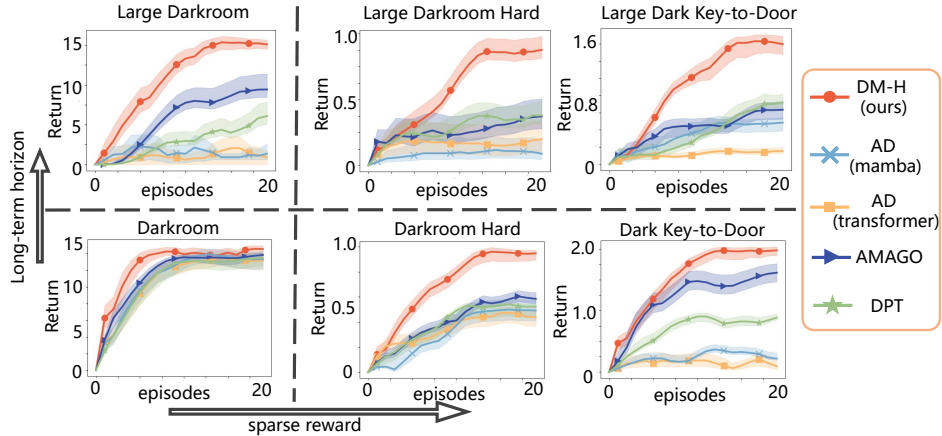 Large Darkroom
Large Darkroom Hard
Large Dark Key-to-Door
Return
15
10
5
0
0
episodes
20
Return
1.0
0.5
0
0
episodes
20
Return
1.6
0.8
0
0
episodes
20
DM-H
(ours)
AD
(mamba)
AD
(transformer)
AMAGO
DPT
Long-term horizon
Darkroom
Darkroom Hard
Dark Key-to-Door
Return
15
10
5
0
0
episodes
20
Return
1.0
0.5
0
0
episodes
20
Return
2.0
1.0
0
0
episodes
20
sparse reward